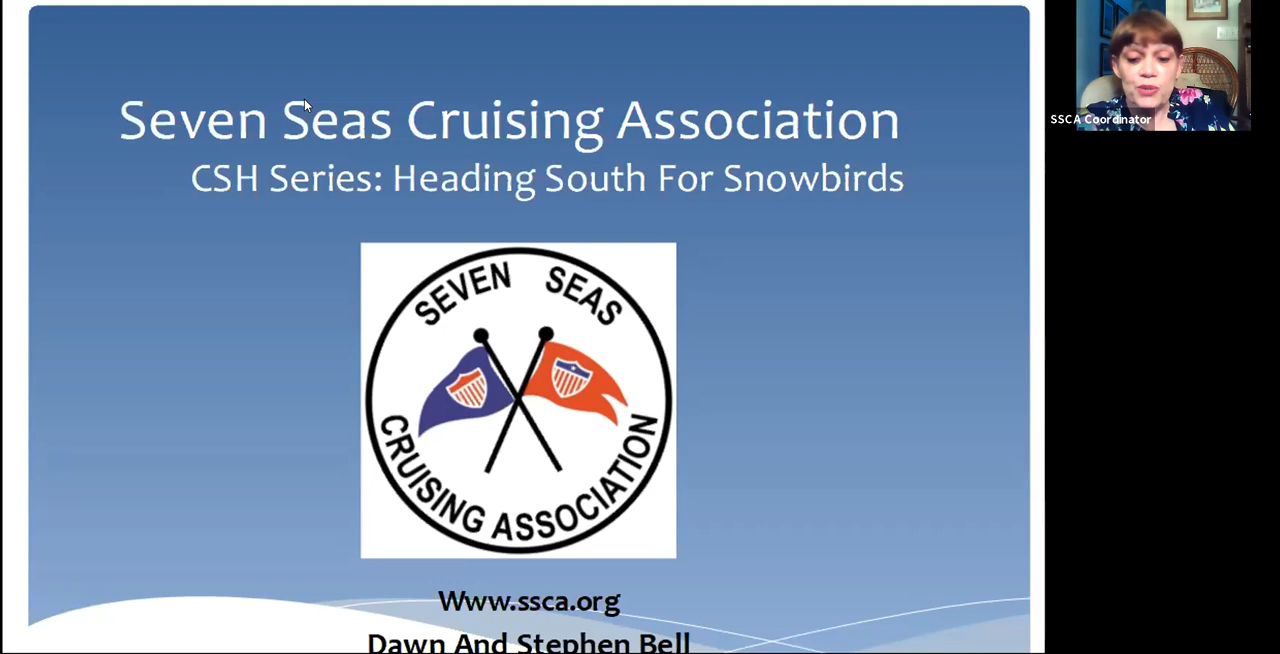 Seven Seas Cruising Association
CSH Series: Heading South For Snowbirds
SEVEN SEAS
CRUISING ASSOCIATION
Www.ssca.org
Dawn And Stephen Bell
SSCA Coordinator